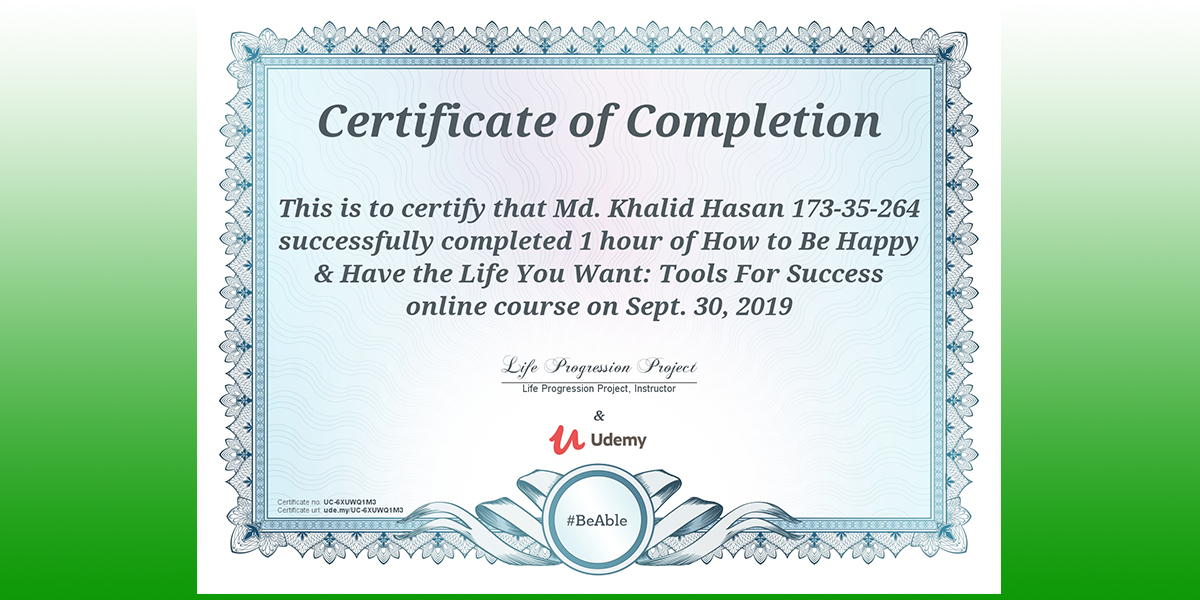 Certificate of Completion
This is to certify that Md. Khalid Hasan 173-35-264
successfully completed 1 hour of How to Be Happy
& Have the Life You Want: Tools For Success
online course on Sept. 30, 2019
Life Progression Project
Life Progression Project, Instructor
&
Udemy
Certificate no: UC-6XUWQ1M3
Certificate url: ude.my/UC-6XUWQ1M3
#BeAble